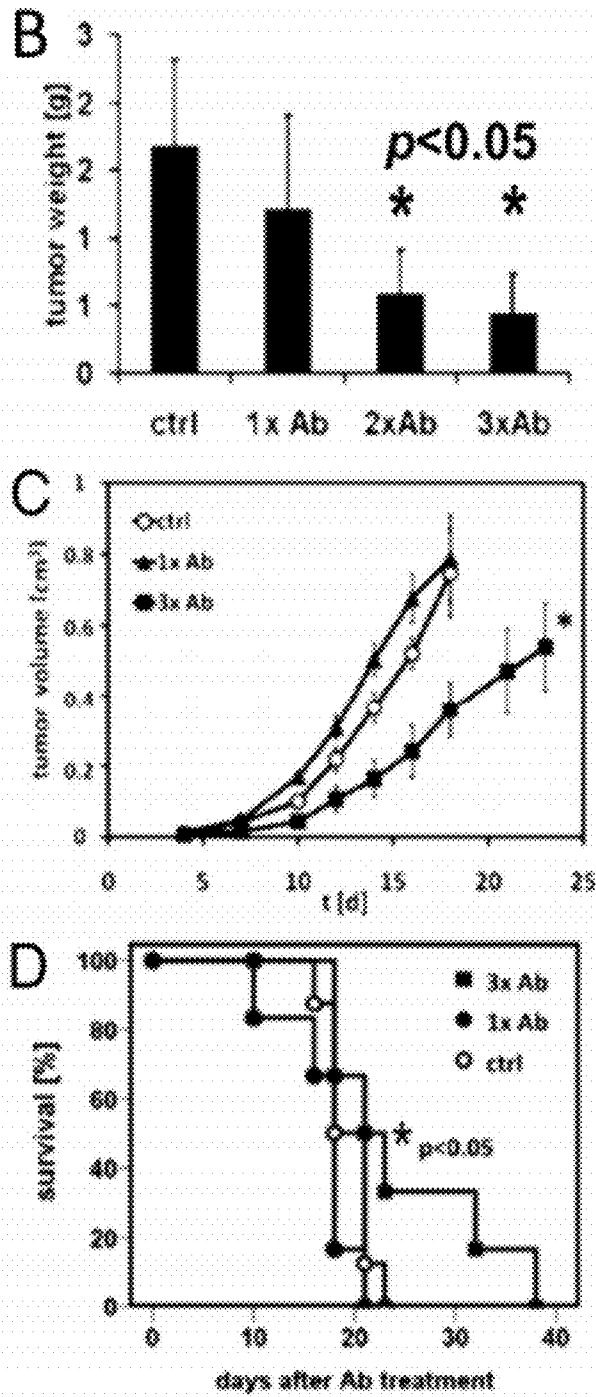 B
tumor weight [g]
3
2
2
1
1
0
p<0.05
* *
ctrl 1x Ab 2xAb 3xAb
C
tumor volume [cm³]
1
0.8
0.6
0.4
0.2
0
ctrl
1x Ab
3x Ab
*
0 5 10 15 20 25
t [d]
D
survival [%]
100
80
60
40
20
0
3x Ab
1x Ab
ctrl
* p<0.05
0 10 20 30 40
days after Ab treatment